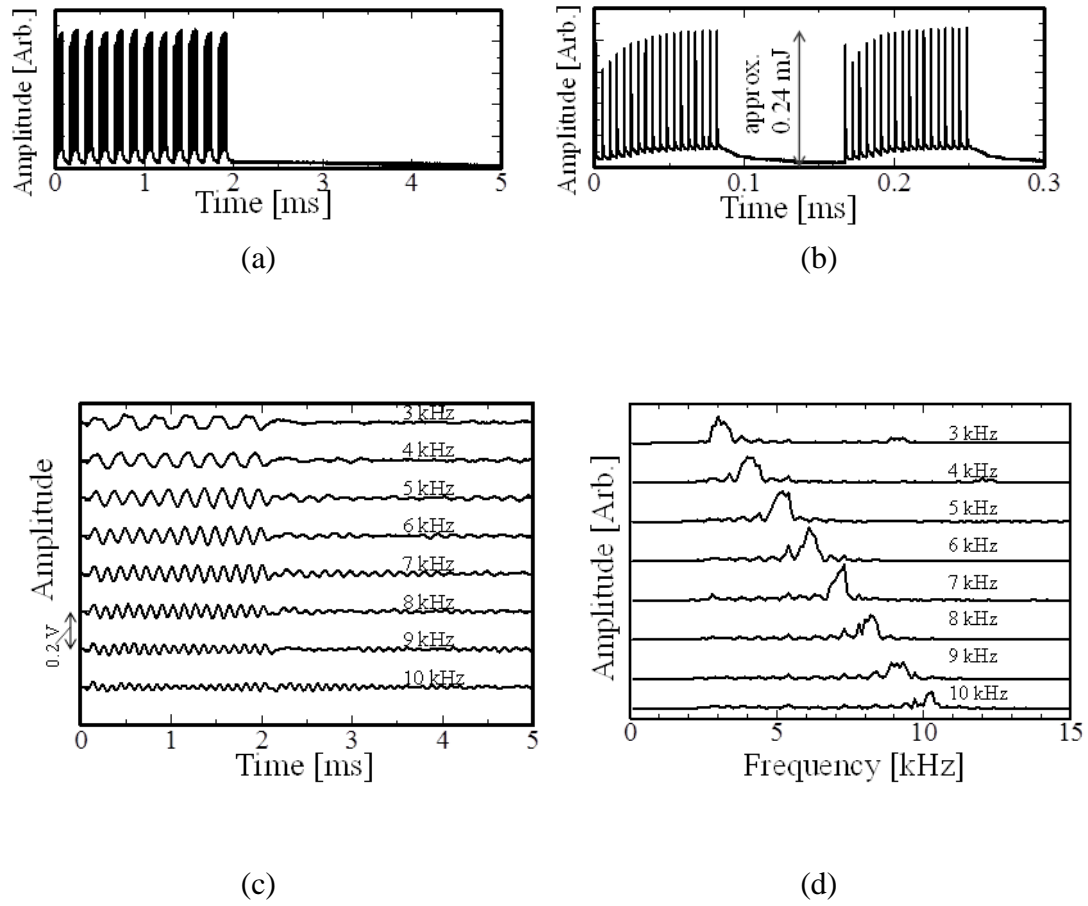 Amplitude [Arb.]
0 1 2 3 4 5
Time [ms]
(a)
Amplitude [Arb.]
approx.
0.24 mJ
0 0.1 0.2 0.3
Time [ms]
(b)
Amplitude
0.2 V
3 kHz
4 kHz
5 kHz
6 kHz
7 kHz
8 kHz
9 kHz
10 kHz
0 1 2 3 4 5
Time [ms]
(c)
Amplitude [Arb.]
3 kHz
4 kHz
5 kHz
6 kHz
7 kHz
8 kHz
9 kHz
10 kHz
0 5 10 15
Frequency [kHz]
(d)